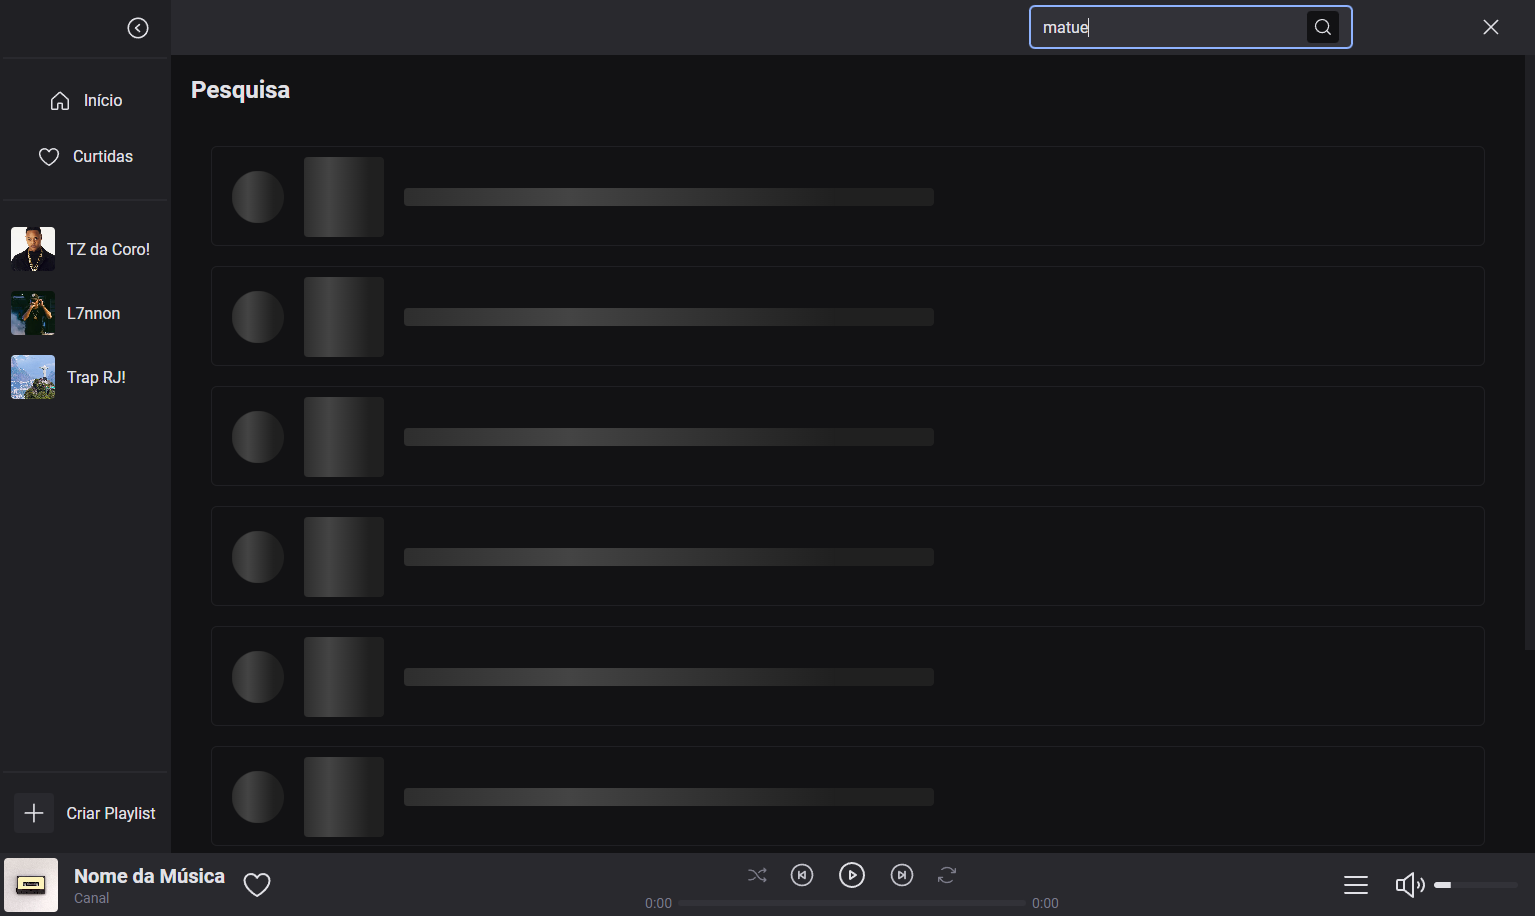 matue
Pesquisa
Início
Curtidas
TZ da Coro!
L7nnon
Trap RJ!
Criar Playlist
Nome da Música
Canal
0:00
0:00